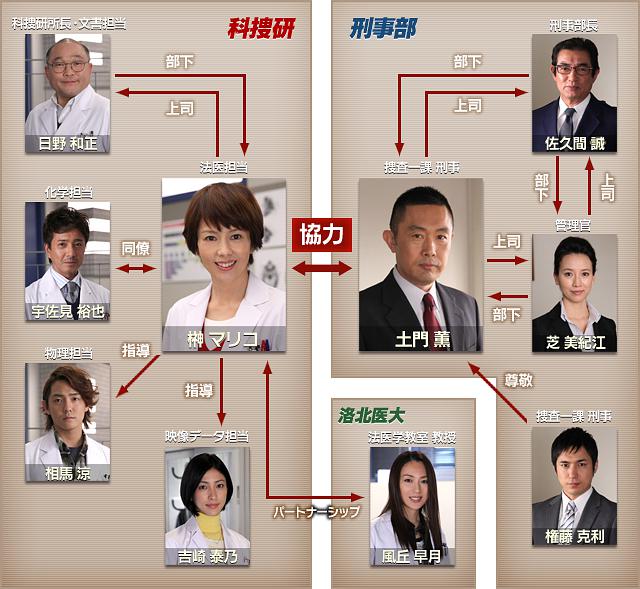 科捜研
科捜研所長・文書担当
日野 和正
部下
上司
法医担当
榊 マリコ
化学担当
宇佐見 裕也
同僚
物理担当
相馬 涼
指導
指導
映像データ担当
吉崎 泰乃
協力
刑事部
刑事部長
佐久間 誠
部下
上司
捜査一課 刑事
土門 薫
部下
上司
管理官
芝 美紀江
上司
部下
尊敬
捜査一課 刑事
権藤 克利
洛北医大
法医学教室 教授
風丘 早月
パートナーシップ